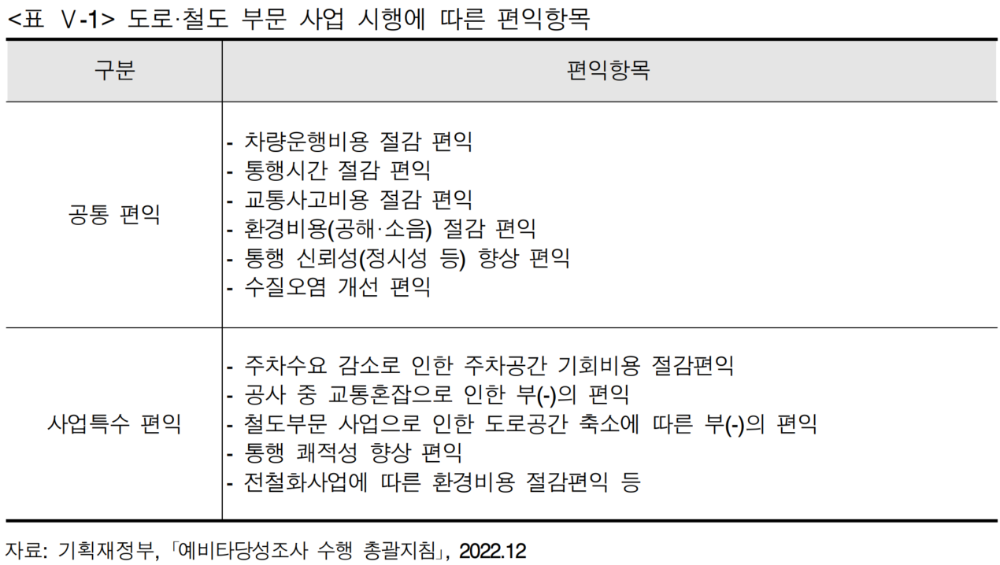 <표 Ⅴ-1> 도로·철도 부문 사업 시행에 따른 편익항목
구분
편익항목
공통 편익
- 차량운행비용 절감 편익
- 통행시간 절감 편익
- 교통사고비용 절감 편익
- 환경비용(공해·소음) 절감 편익
- 통행 신뢰성(정시성 등) 향상 편익
- 수질오염 개선 편익
사업특수 편익
- 주차수요 감소로 인한 주차공간 기회비용 절감편익
- 공사 중 교통혼잡으로 인한 부(-)의 편익
- 철도부문 사업으로 인한 도로공간 축소에 따른 부(-)의 편익
- 통행 쾌적성 향상 편익
- 전철화사업에 따른 환경비용 절감편익 등
자료: 기획재정부, 「예비타당성조사 수행 총괄지침」, 2022.12